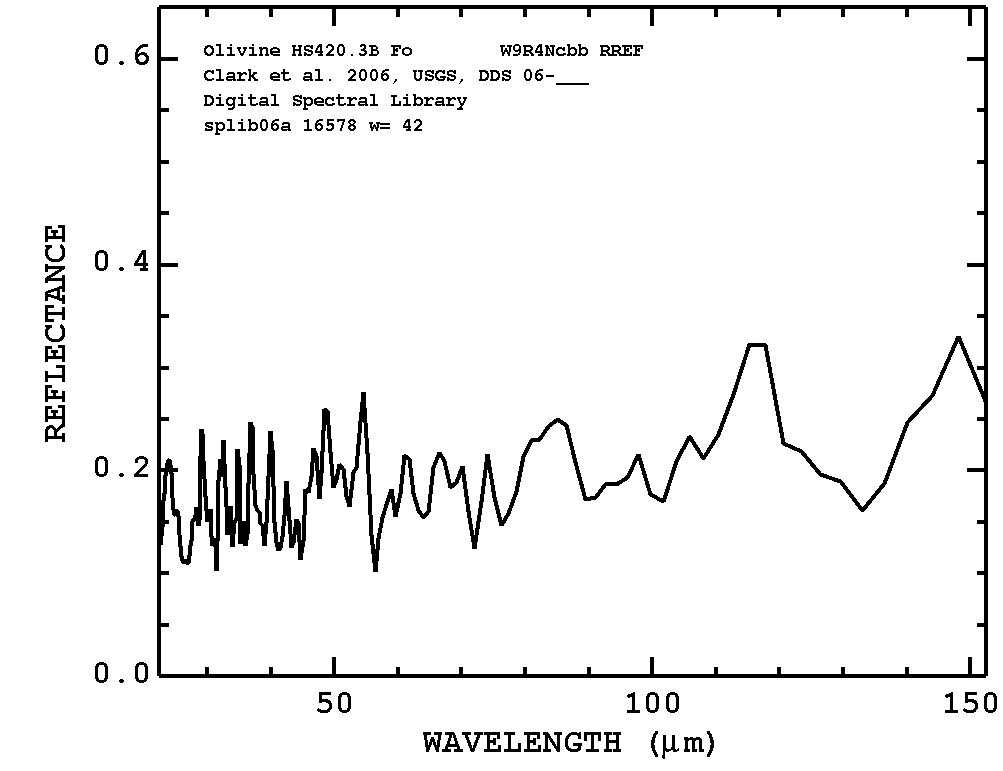 Olivine HS420.3B Fo W9R4Ncbb RREF
Clark et al. 2006, USGS, DDS 06-___
Digital Spectral Library
splib06a 16578 w= 42
0.6
0.4
0.2
0.0
REFLECTANCE
50 100 150
WAVELENGTH (μm)